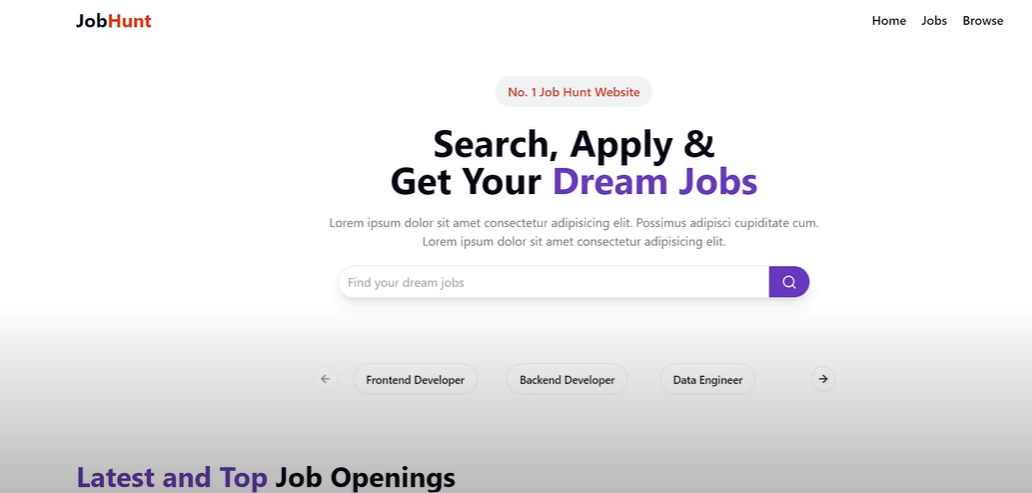 JobHunt
Home Jobs Browse
No. 1 Job Hunt Website
Search, Apply &
Get Your Dream Jobs
Lorem ipsum dolor sit amet consectetur adipisicing elit. Possimus adipisci cupiditate cum.
Lorem ipsum dolor sit amet consectetur adipisicing elit.
Find your dream jobs
Frontend Developer Backend Developer Data Engineer
Latest and Top Job Openings